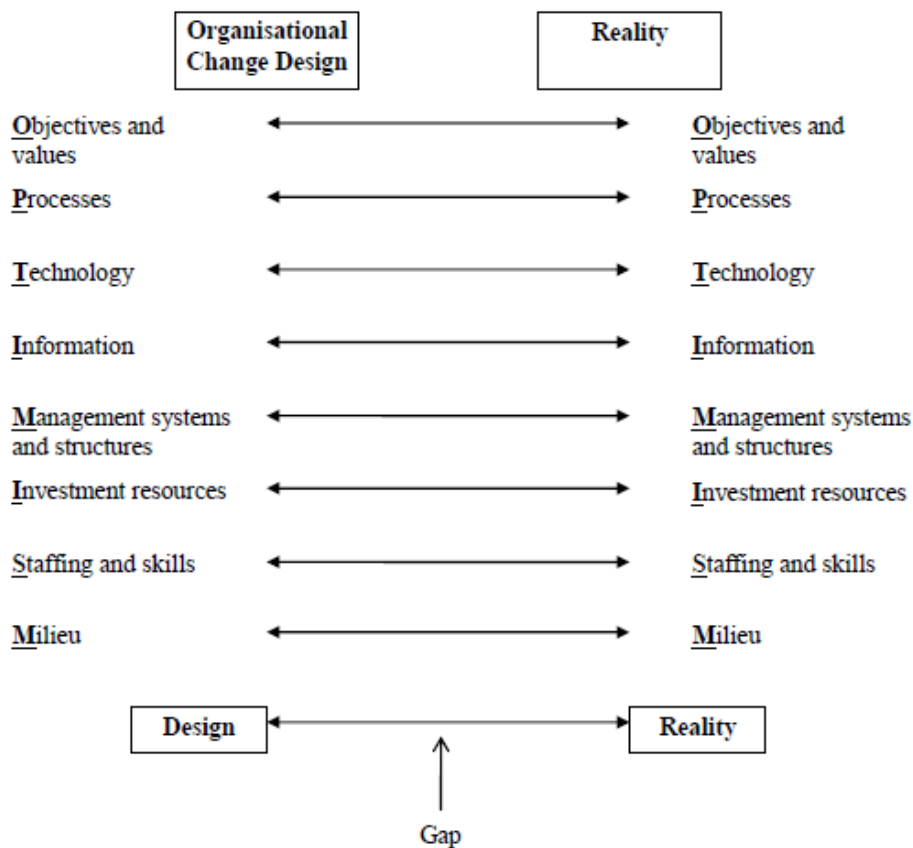 Organisational
Change Design
Reality
Objectives and
values
Objectives and
values
Processes
Processes
Technology
Technology
Information
Information
Management systems
and structures
Management systems
and structures
Investment resources
Investment resources
Staffing and skills
Staffing and skills
Milieu
Milieu
Design
Reality
Gap